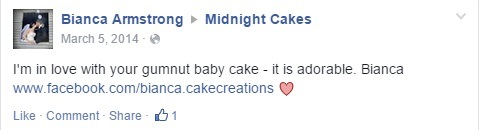 Bianca Armstrong ▸ Midnight Cakes
March 5, 2014 ·
I'm in love with your gumnut baby cake - it is adorable. Bianca
www.facebook.com/bianca.cakecreations ❤
Like · Comment · Share · 1